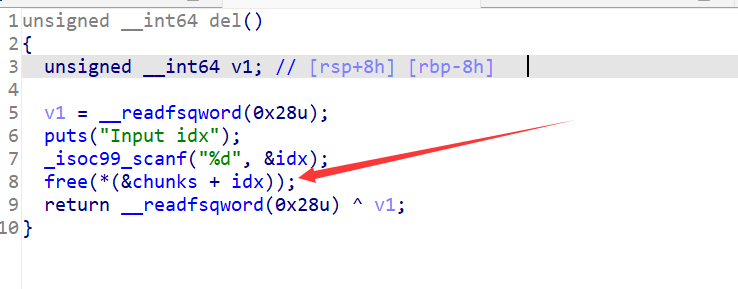 1 unsigned __int64 del()
2 {
3 unsigned __int64 v1; // [rsp+8h] [rbp-8h]
4
5 v1 = __readfsqword(0x28u);
6 puts("Input idx");
7 _isoc99_scanf("%d", &idx);
8 free(*(&chunks + idx));
9 return __readfsqword(0x28u) ^ v1;
10 }